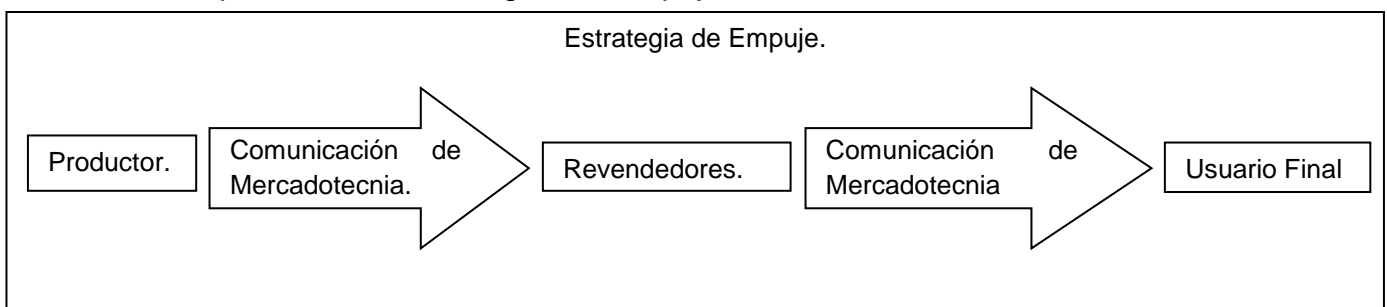 Estrategia de Empuje.
Productor.
Comunicación de
Mercadotecnia.
Revendedores.
Comunicación de
Mercadotecnia
Usuario Final